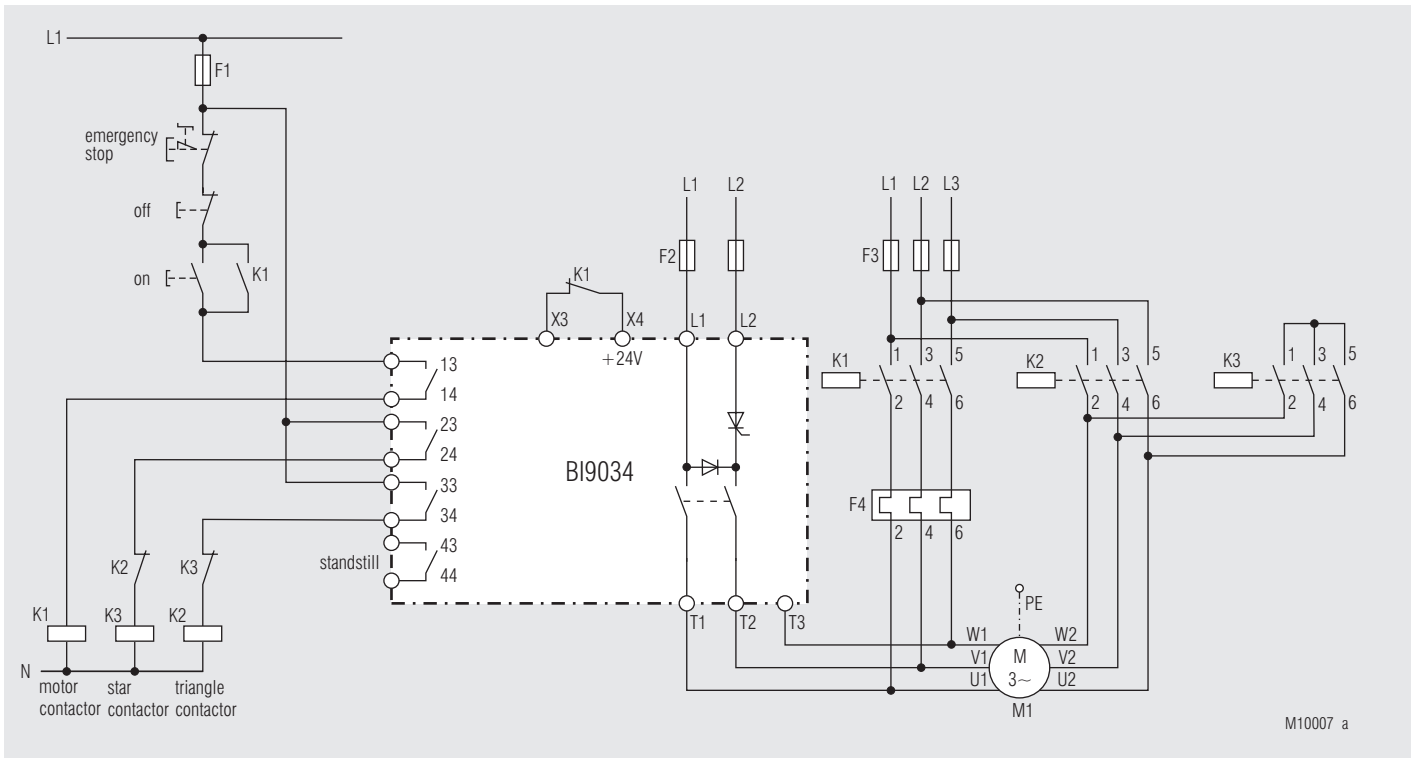 L1
F1
emergency
stop
off
on
K1
K1
X3
X4
+24V
L1
L2
F2
L1
L2
L1
L2
L3
F3
13
14
23
24
33
34
43
44
standstill
BI9034
T1
T2
T3
K1
1
3
5
2
4
6
K2
1
3
5
2
4
6
K3
1
3
5
2
4
6
F4
2
4
6
PE
W1
V1
U1
M
3~
W2
V2
U2
M1
K2
K3
K1
K3
K2
N
motor
contactor
star
contactor
triangle
contactor
M10007 a